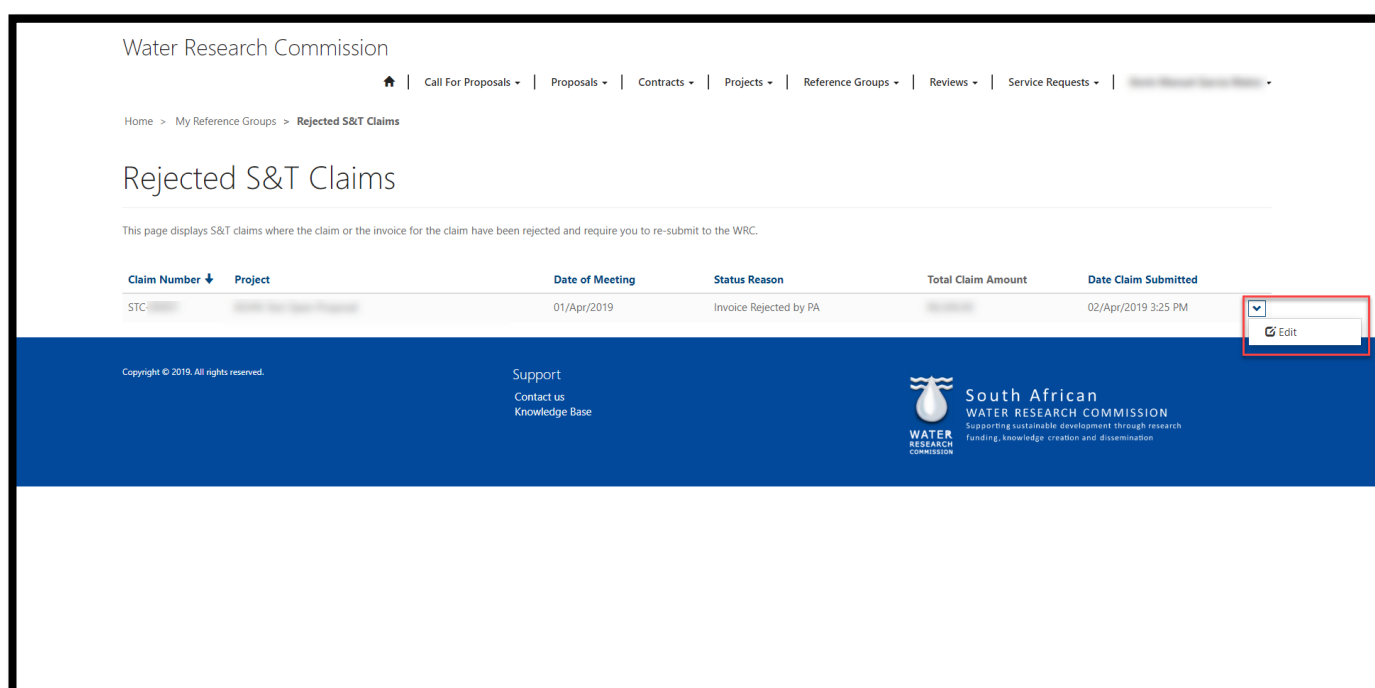 Water Research Commission
Call For Proposals Proposals Contracts Projects Reference Groups Reviews Service Requests
Home > My Reference Groups > Rejected S&T Claims
Rejected S&T Claims
This page displays S&T claims where the claim or the invoice for the claim have been rejected and require you to re-submit to the WRC.
Claim Number Project Date of Meeting Status Reason Total Claim Amount Date Claim Submitted
STC- 01/Apr/2019 Invoice Rejected by PA 02/Apr/2019 3:25 PM
Edit
Copyright © 2019. All rights reserved.
Support
Contact us
Knowledge Base
WATER
RESEARCH
COMMISSION
South African
WATER RESEARCH COMMISSION
Supporting sustainable development through research
funding, knowledge creation and dissemination